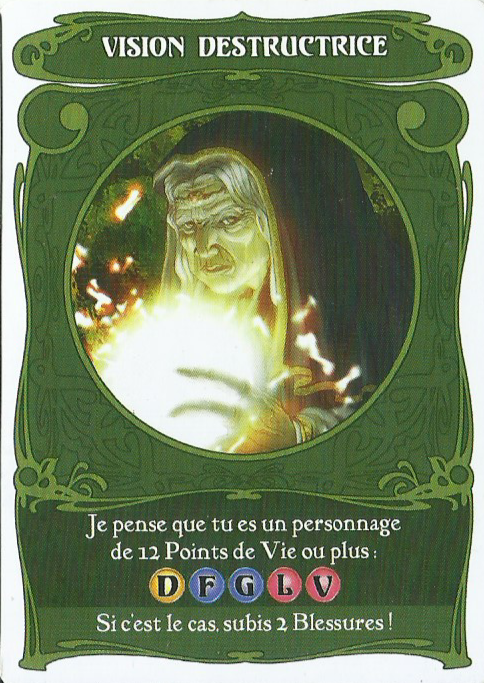 VISION DESTRUCTRICE
Je pense que tu es un personnage
de 12 Points de Vie ou plus :
D F G L V
Si c'est le cas, subis 2 Blessures !